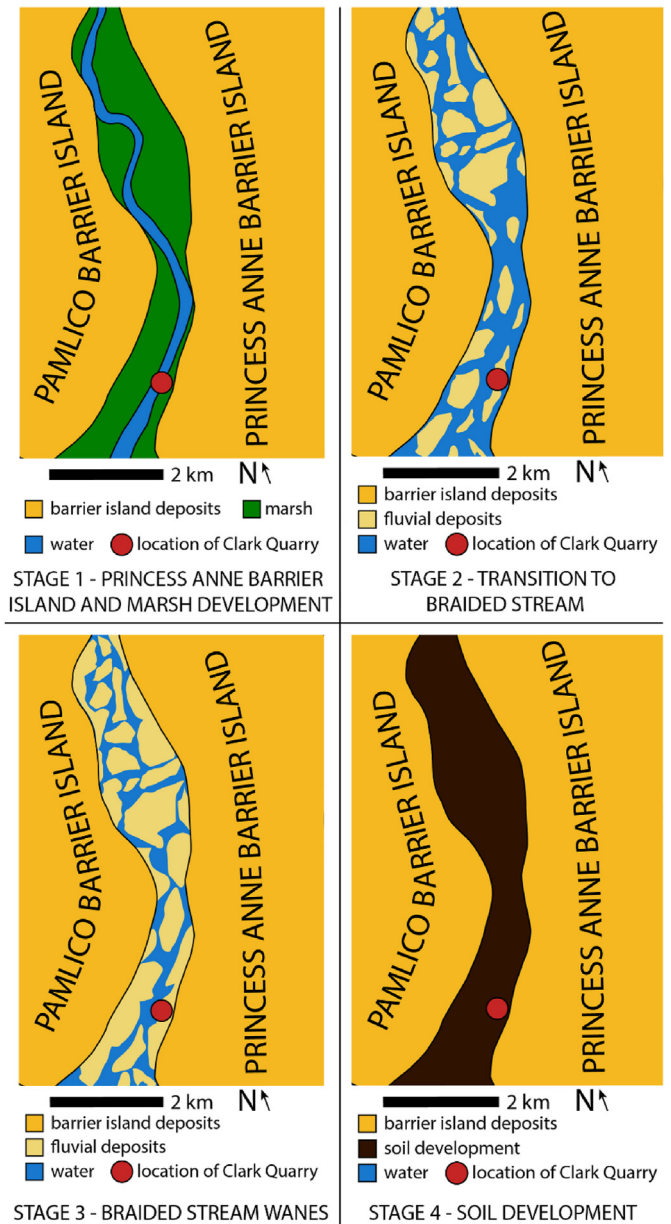 PAMLICO BARRIER ISLAND
PRINCESS ANNE BARRIER ISLAND
2 km N
barrier island deposits marsh
water location of Clark Quarry
STAGE 1 - PRINCESS ANNE BARRIER
ISLAND AND MARSH DEVELOPMENT
PAMLICO BARRIER ISLAND
PRINCESS ANNE BARRIER ISLAND
2 km N
barrier island deposits
fluvial deposits
water location of Clark Quarry
STAGE 2 - TRANSITION TO
BRAIDED STREAM
PAMLICO BARRIER ISLAND
PRINCESS ANNE BARRIER ISLAND
2 km N
barrier island deposits
fluvial deposits
water location of Clark Quarry
STAGE 3 - BRAIDED STREAM WANES
PAMLICO BARRIER ISLAND
PRINCESS ANNE BARRIER ISLAND
2 km N
barrier island deposits
soil development
water location of Clark Quarry
STAGE 4 - SOIL DEVELOPMENT